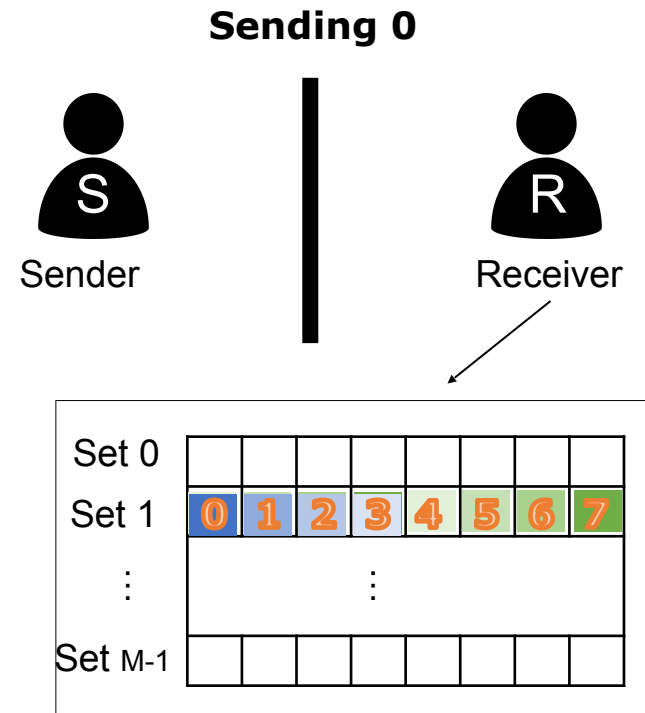 Sending 0
S R
Sender Receiver
Set 0
Set 1 0 1 2 3 4 5 6 7
⋮ ⋮
Set M-1